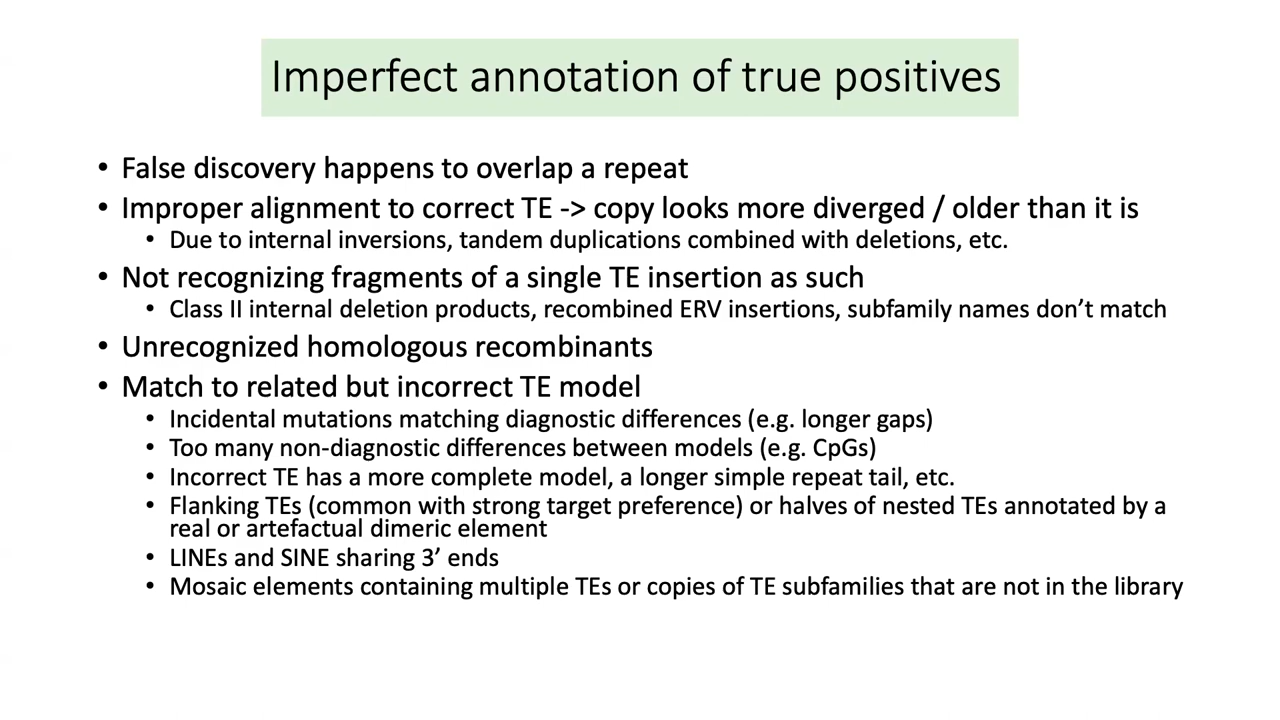 Imperfect annotation of true positives
• False discovery happens to overlap a repeat
• Improper alignment to correct TE -> copy looks more diverged / older than it is
• Due to internal inversions, tandem duplications combined with deletions, etc.
• Not recognizing fragments of a single TE insertion as such
• Class II internal deletion products, recombined ERV insertions, subfamily names don’t match
• Unrecognized homologous recombinants
• Match to related but incorrect TE model
• Incidental mutations matching diagnostic differences (e.g. longer gaps)
• Too many non-diagnostic differences between models (e.g. CpGs)
• Incorrect TE has a more complete model, a longer simple repeat tail, etc.
• Flanking TEs (common with strong target preference) or halves of nested TEs annotated by a
real or artefactual dimeric element
• LINEs and SINE sharing 3’ ends
• Mosaic elements containing multiple TEs or copies of TE subfamilies that are not in the library